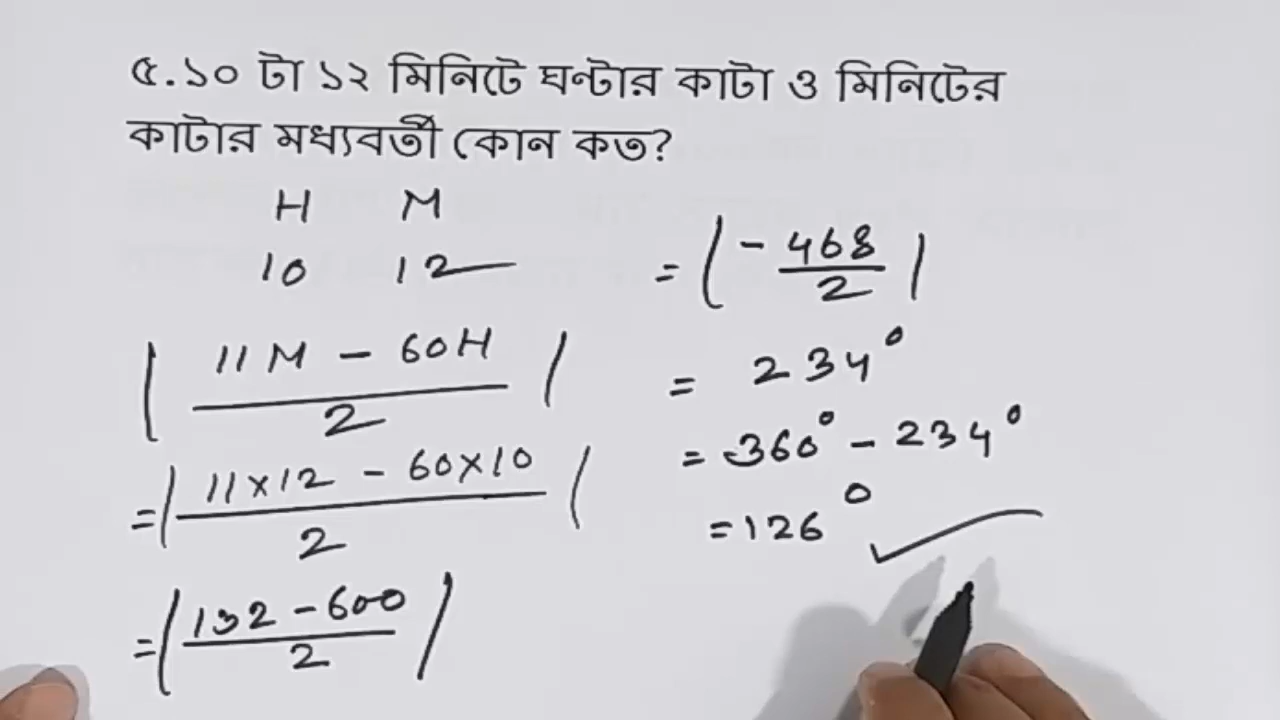 ৫.১০ টা ১২ মিনিটে ঘন্টার কাটা ও মিনিটের
কাটার মধ্যবর্তী কোন কত?
H M
10 12
| 11M - 60H / 2 |
= | 11×12 - 60×10 / 2 |
= | 132 - 600 / 2 |
= | - 468 / 2 |
= 234°
= 360° - 234°
= 126°